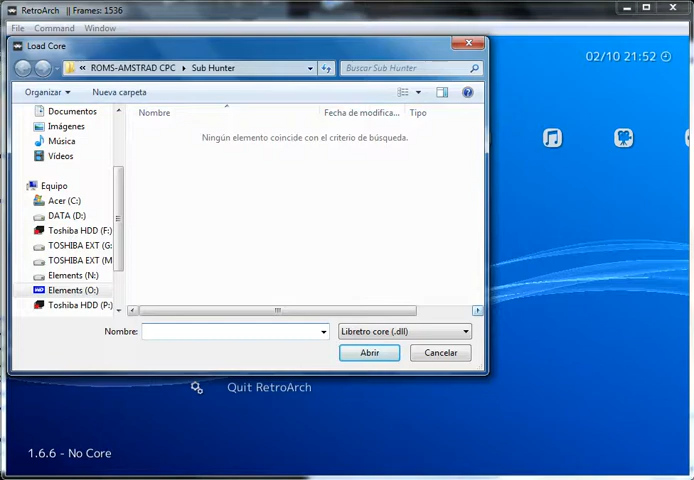 RetroArch || Frames: 1536
File Command Window
Load Core
02/10 21:52
« ROMS-AMSTRAD CPC Sub Hunter
Buscar Sub Hunter
Organizar Nueva carpeta
Documentos
Imágenes
Música
Vídeos
Equipo
Acer (C:)
DATA (D:)
Toshiba HDD (F:)
TOSHIBA EXT (G:
TOSHIBA EXT (M
Elements (N:)
Elements (O:)
Toshiba HDD (P:)
Nombre Fecha de modifica... Tipo
Ningún elemento coincide con el criterio de búsqueda.
Nombre:
Libretro core (.dll)
Abrir Cancelar
Quit RetroArch
1.6.6 - No Core